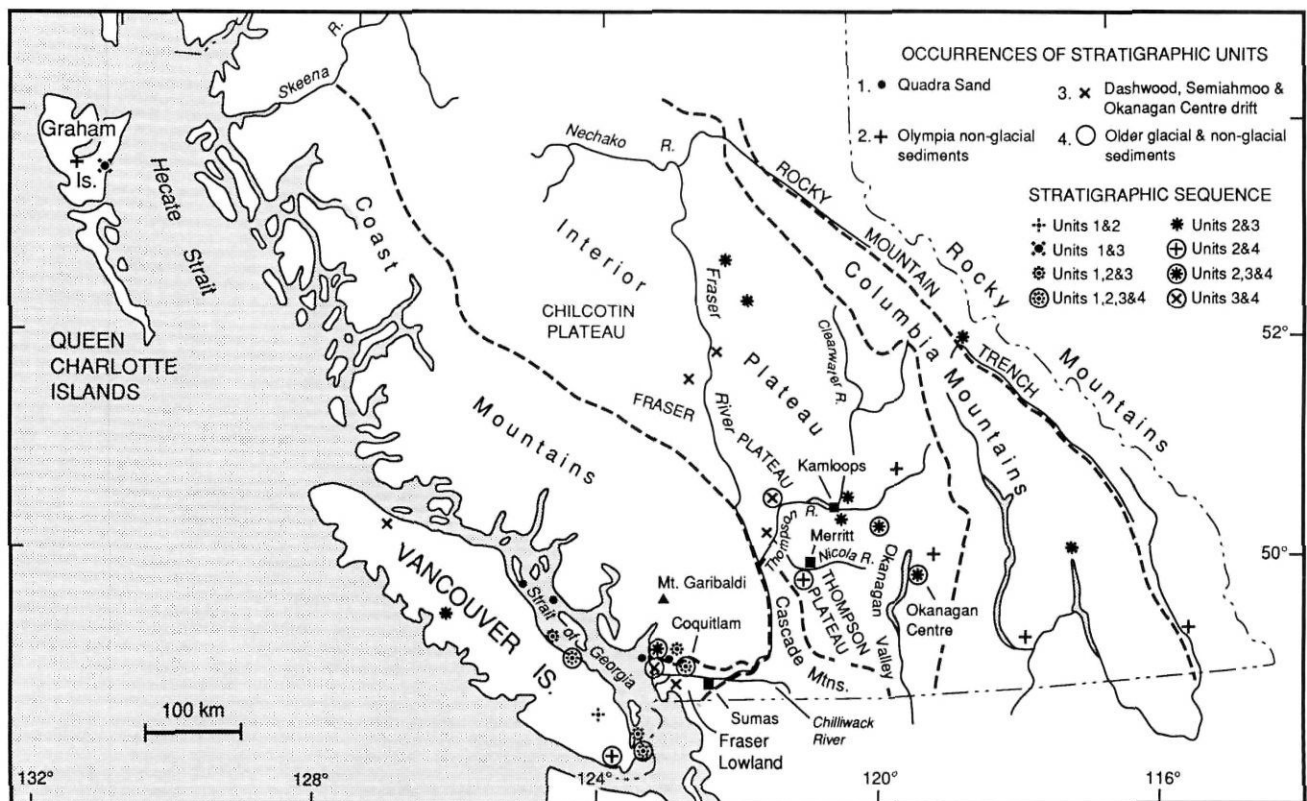 OCCURRENCES OF STRATIGRAPHIC UNITS
1. Quadra Sand
2. Olympia non-glacial
sediments
3. Dashwood, Semiahmoo &
Okanagan Centre drift
4. Older glacial & non-glacial
sediments
STRATIGRAPHIC SEQUENCE
Units 1&2
Units 1&3
Units 1,2&3
Units 1,2,3&4
Units 2&3
Units 2&4
Units 2,3&4
Units 3&4
R.
Skeena
Graham
Is.
Hecate
Strait
QUEEN
CHARLOTTE
ISLANDS
Coast
Mountains
Nechako
R.
Interior
Plateau
CHILCOTIN
PLATEAU
Fraser
River
FRASER
PLATEAU
ROCKY
MOUNTAIN
TRENCH
Rocky
Mountains
Columbia
Mountains
Clearwater R.
Kamloops
Thompson
R.
Merritt
Nicola R.
THOMPSON
PLATEAU
Okanagan
Valley
Okanagan
Centre
Cascade Mtns.
Mt. Garibaldi
Coquitlam
VANCOUVER IS.
Strait of
Georgia
Sumas
Fraser
Lowland
Chilliwack
River
100 km
52°
50°
132°
128°
124°
120°
116°